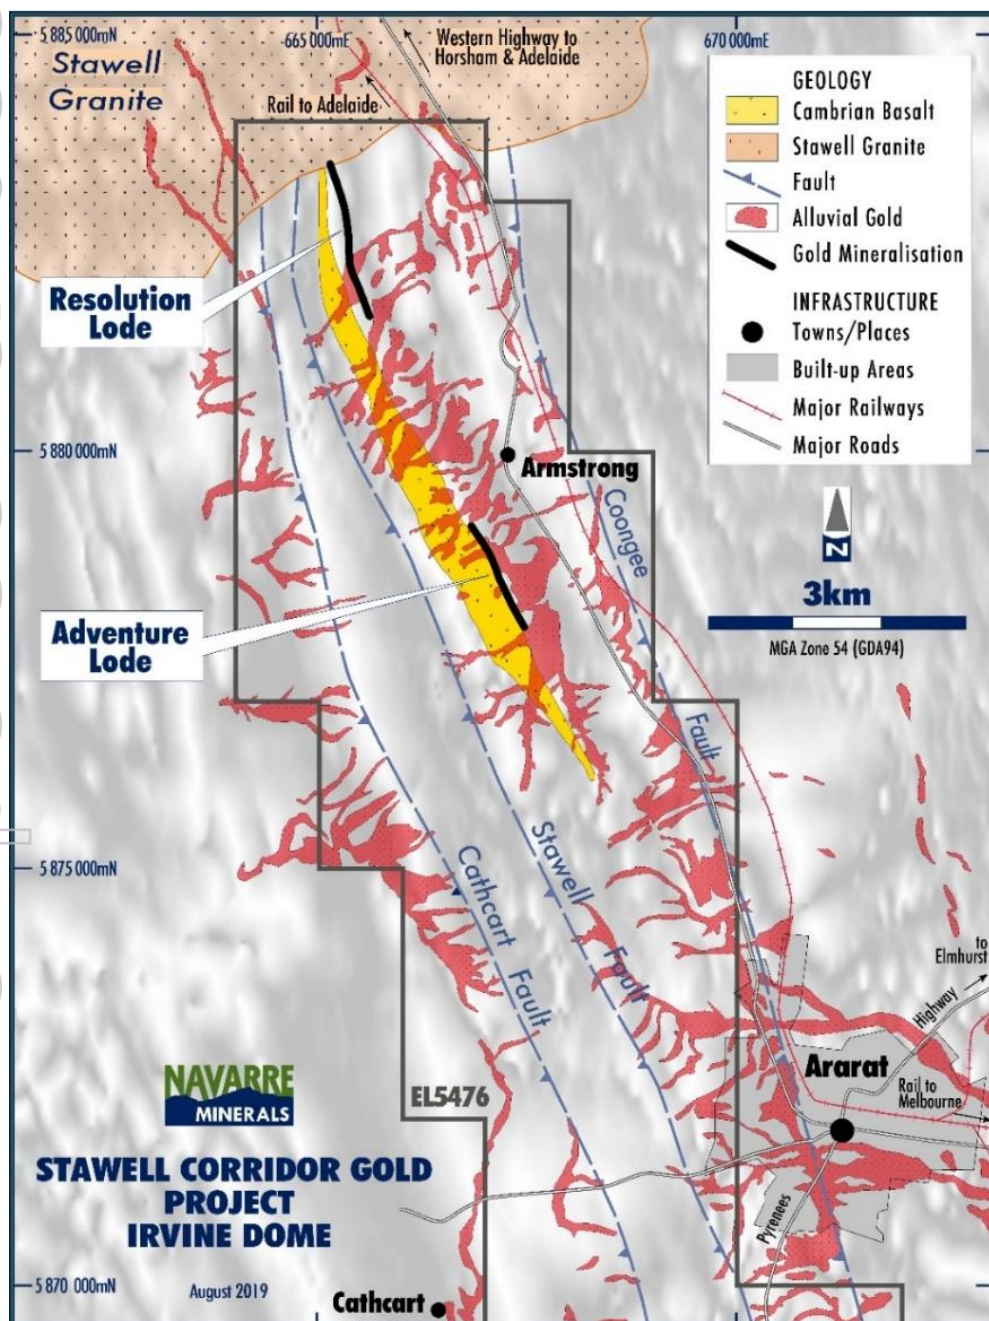 5 885 000mN
665 000mE
670 000mE
Stawell
Granite
Western Highway to
Horsham & Adelaide
Rail to Adelaide
GEOLOGY
Cambrian Basalt
Stawell Granite
Fault
Alluvial Gold
Gold Mineralisation
INFRASTRUCTURE
Towns/Places
Built-up Areas
Major Railways
Major Roads
Resolution
Lode
5 880 000mN
Armstrong
Coongee
Fault
N
3km
MGA Zone 54 (GDA94)
Adventure
Lode
5 875 000mN
Stawell
Fault
Cathcart
Fault
to
Elmhurst
Highway
Ararat
Rail to
Melbourne
Pyrenees
EL5476
NAVARRE
MINERALS
STAWELL CORRIDOR GOLD
PROJECT
IRVINE DOME
August 2019
5 870 000mN
Cathcart